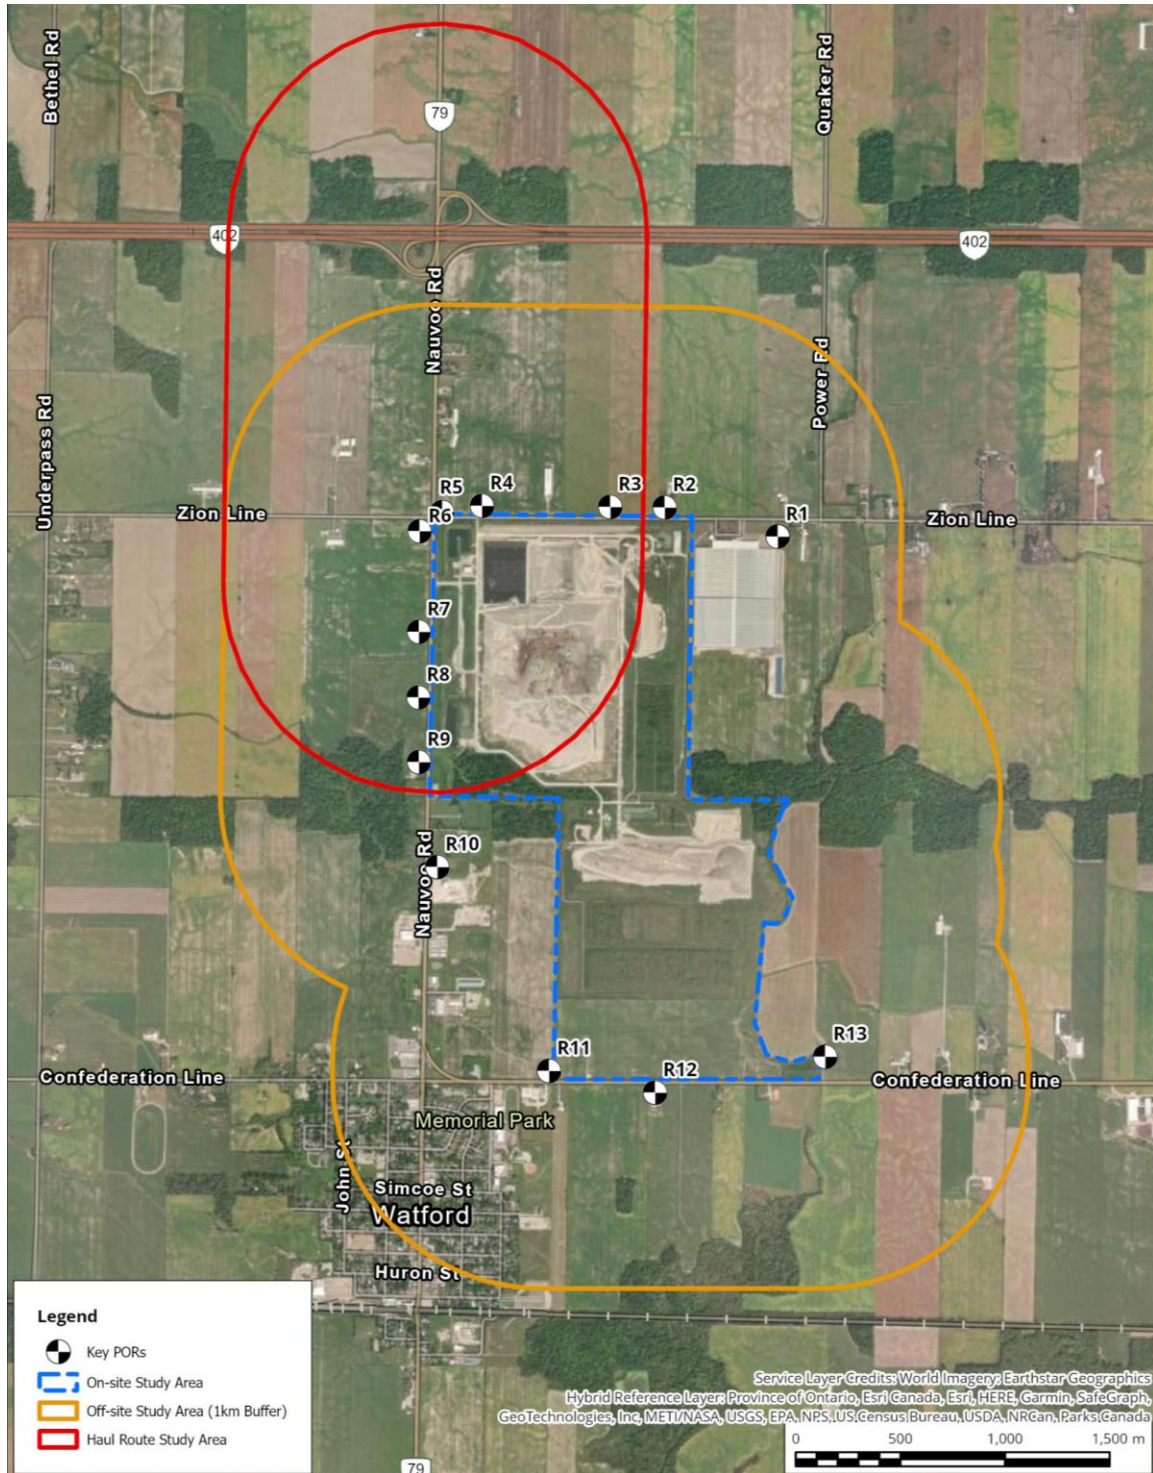 Bethel Rd
79
Quaker Rd
402
402
Nauvoo Rd
Power Rd
Underpass Rd
R5
R4
R3
R2
R1
Zion Line
R6
Zion Line
R7
R8
R9
Nauvoo Rd
R10
R11
R12
R13
Confederation Line
Confederation Line
Memorial Park
John St
Simcoe St
Watford
Huron St
Legend
Key PORs
On-site Study Area
Off-site Study Area (1km Buffer)
Haul Route Study Area
79
Service Layer Credits: World Imagery: Earthstar Geographics
Hybrid Reference Layer: Province of Ontario, Esri Canada, Esri, HERE, Garmin, SafeGraph,
GeoTechnologies, Inc, METI/NASA, USGS, EPA, NPS, US Census Bureau, USDA, NRCan, Parks Canada
0 500 1,000 1,500 m